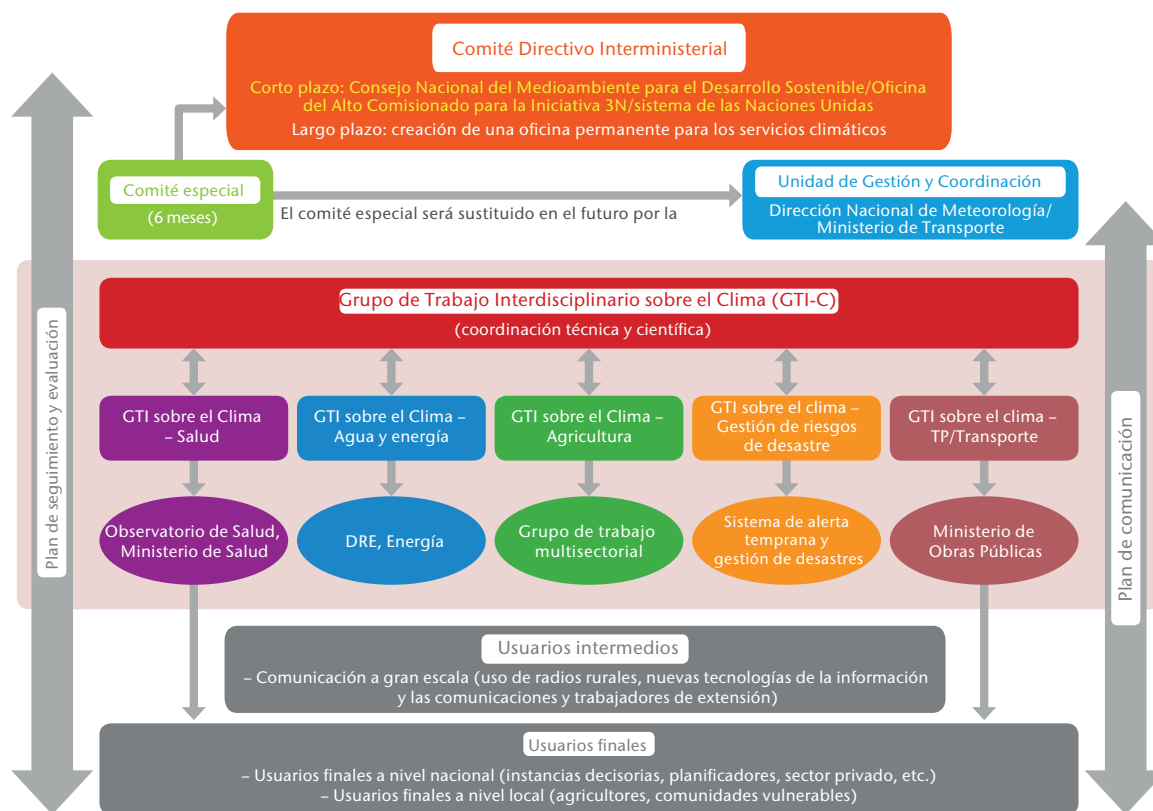 Comité Directivo Interministerial
Corto plazo: Consejo Nacional del Medioambiente para el Desarrollo Sostenible/Oficina
del Alto Comisionado para la Iniciativa 3N/sistema de las Naciones Unidas
Largo plazo: creación de una oficina permanente para los servicios climáticos
Comité especial
(6 meses)
El comité especial será sustituido en el futuro por la
Unidad de Gestión y Coordinación
Dirección Nacional de Meteorología/
Ministerio de Transporte
Plan de seguimiento y evaluación
Plan de comunicación
Grupo de Trabajo Interdisciplinario sobre el Clima (GTI-C)
(coordinación técnica y científica)
GTI sobre el Clima
– Salud
GTI sobre el Clima –
Agua y energía
GTI sobre el Clima –
Agricultura
GTI sobre el clima –
Gestión de riesgos
de desastre
GTI sobre el clima –
TP/Transporte
Observatorio de Salud,
Ministerio de Salud
DRE, Energía
Grupo de trabajo
multisectorial
Sistema de alerta
temprana y
gestión de desastres
Ministerio de
Obras Públicas
Usuarios intermedios
– Comunicación a gran escala (uso de radios rurales, nuevas tecnologías de la información
y las comunicaciones y trabajadores de extensión)
Usuarios finales
– Usuarios finales a nivel nacional (instancias decisorias, planificadores, sector privado, etc.)
– Usuarios finales a nivel local (agricultores, comunidades vulnerables)